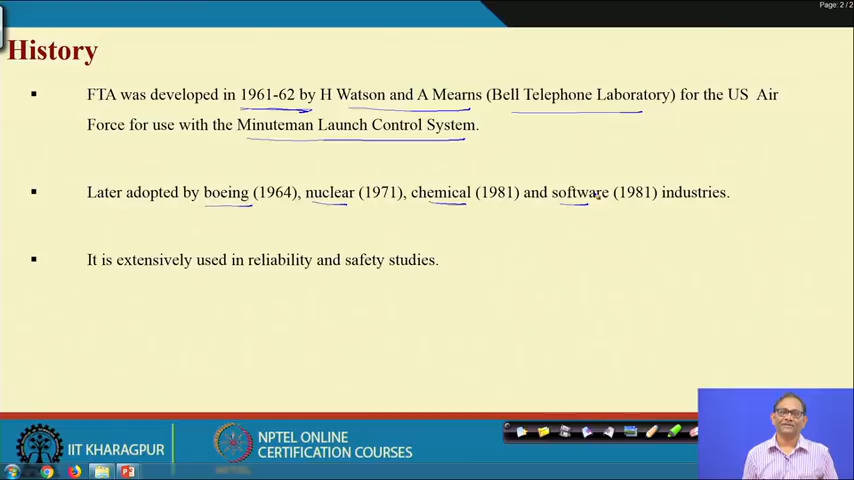 Page: 2 / 2
History
▪ FTA was developed in 1961-62 by H Watson and A Mearns (Bell Telephone Laboratory) for the US Air
Force for use with the Minuteman Launch Control System.
▪ Later adopted by boeing (1964), nuclear (1971), chemical (1981) and software (1981) industries.
▪ It is extensively used in reliability and safety studies.
IIT KHARAGPUR
NPTEL ONLINE
CERTIFICATION COURSES